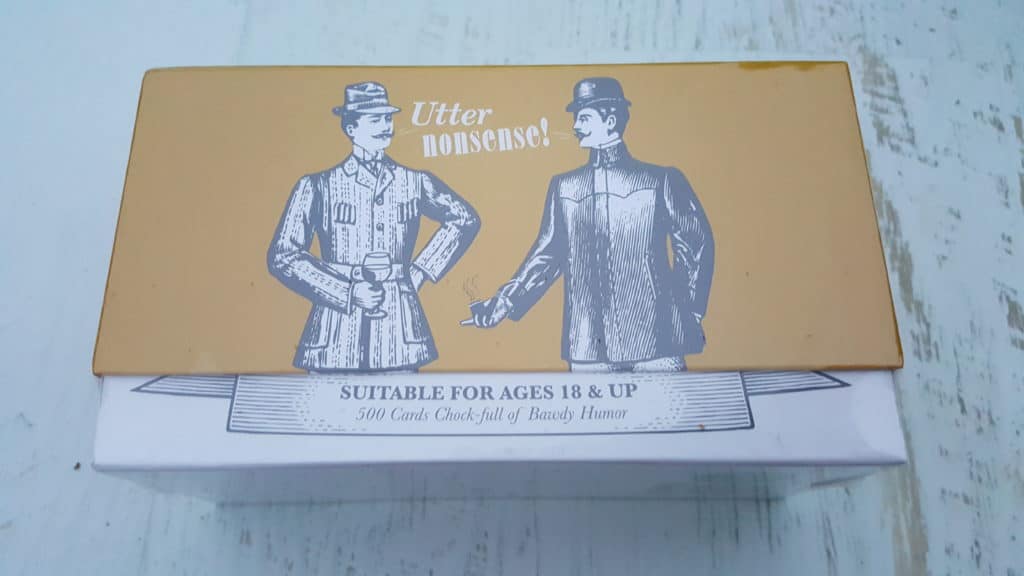 Utter
nonsense!
SUITABLE FOR AGES 18 & UP
500 Cards Chock-full of Bawdy Humor